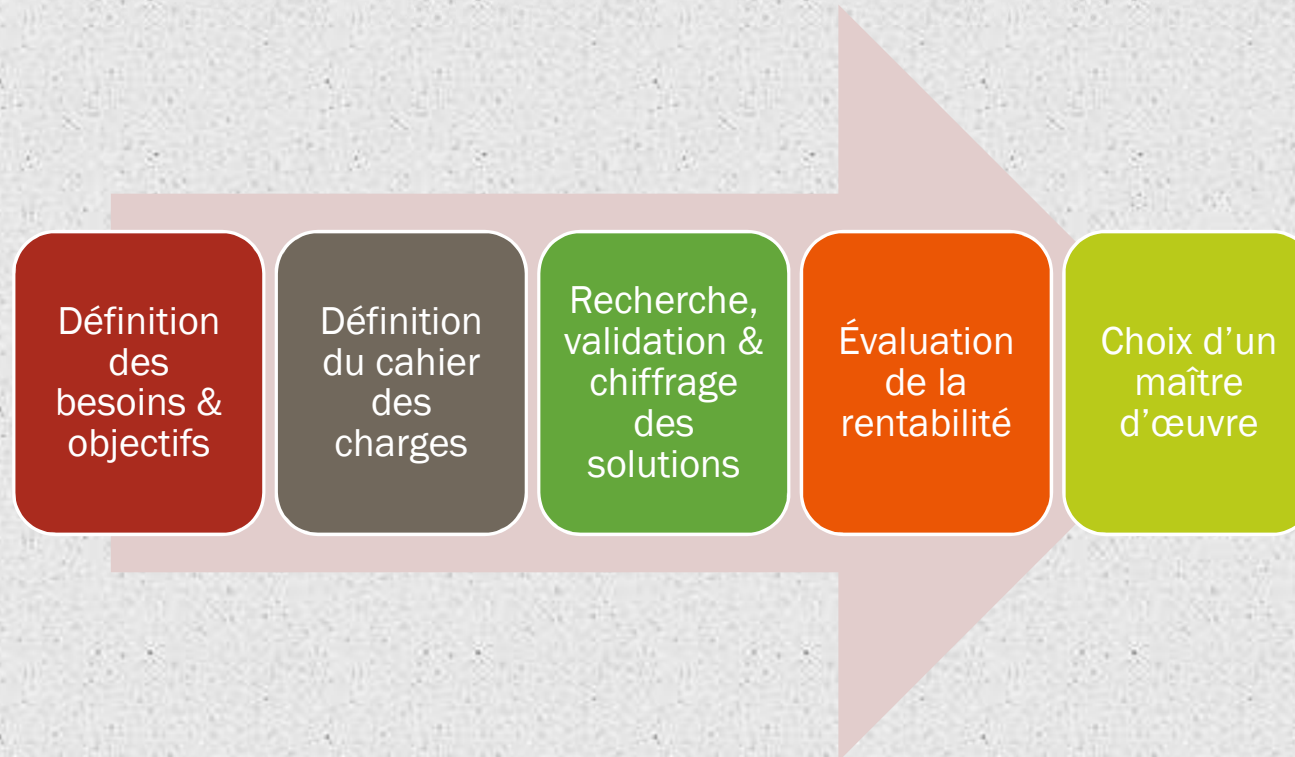 Définition
des
besoins &
objectifs
Définition
du cahier
des
charges
Recherche,
validation &
chiffrage
des
solutions
Évaluation
de la
rentabilité
Choix d’un
maître
d’œuvre